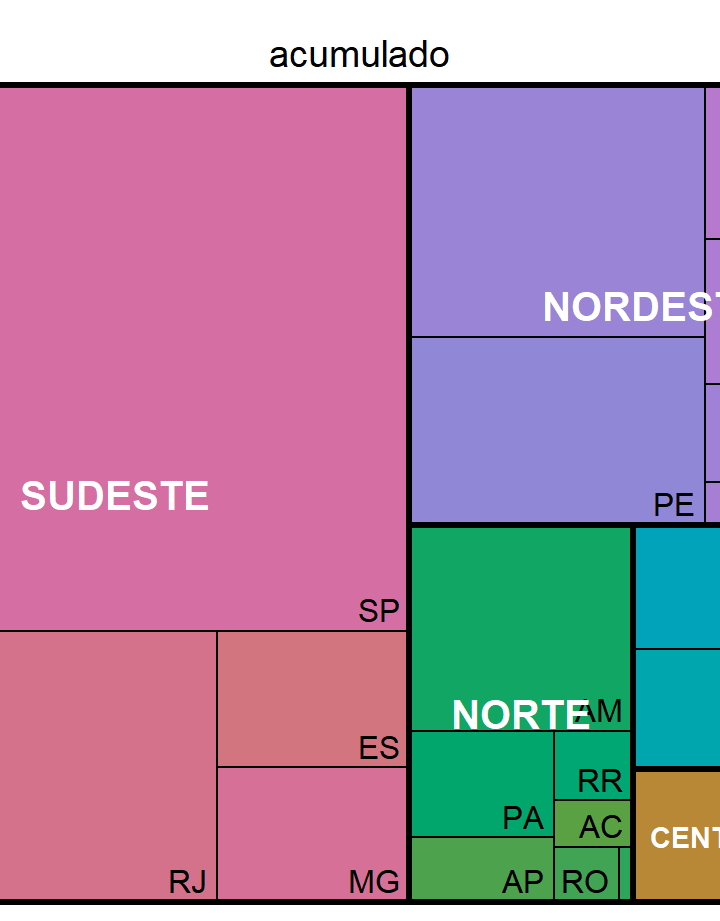 acumulado
NORDEST
SUDESTE
PE
SP
NORTE
AM
ES
RR
PA
AC
CENT
RJ
MG
AP
RO